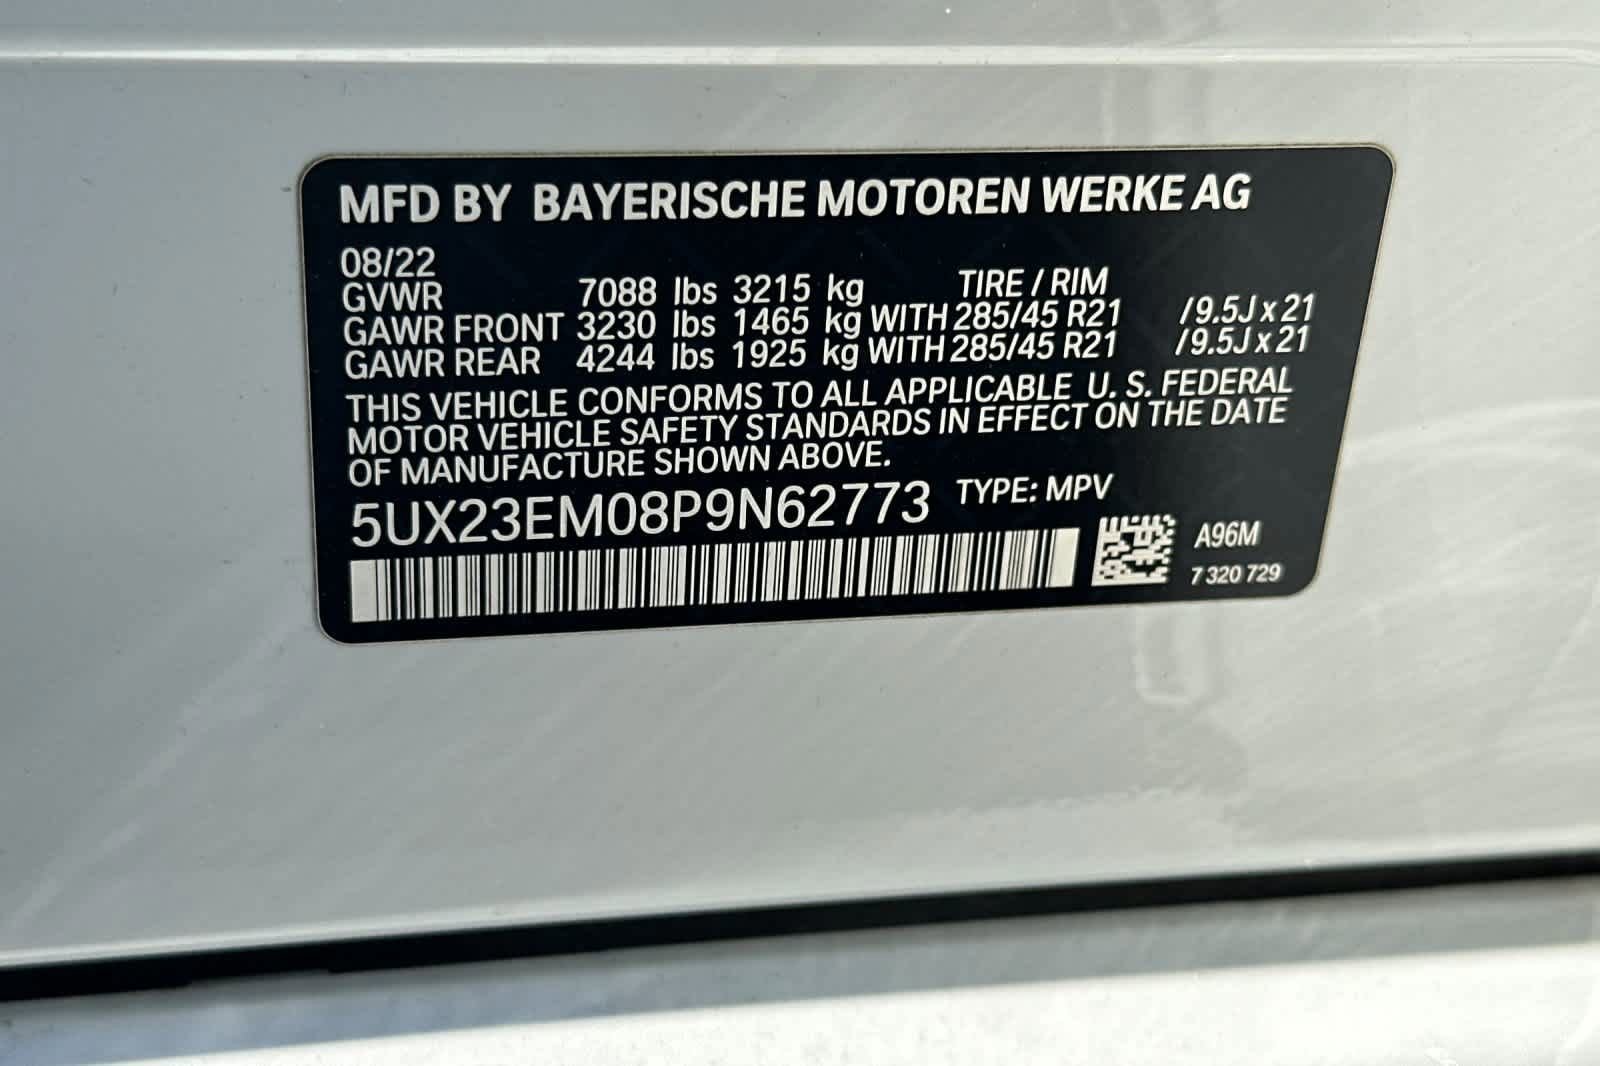 MFD BY BAYERISCHE MOTOREN WERKE AG
08/22
TIRE / RIM
GVWR 7088 lbs 3215 kg
GAWR FRONT 3230 lbs 1465 kg WITH 285/45 R21 /9.5J x 21
GAWR REAR 4244 lbs 1925 kg WITH 285/45 R21 /9.5J x 21
THIS VEHICLE CONFORMS TO ALL APPLICABLE U. S. FEDERAL
MOTOR VEHICLE SAFETY STANDARDS IN EFFECT ON THE DATE
OF MANUFACTURE SHOWN ABOVE.
5UX23EM08P9N62773 TYPE: MPV
A96M
7 320 729